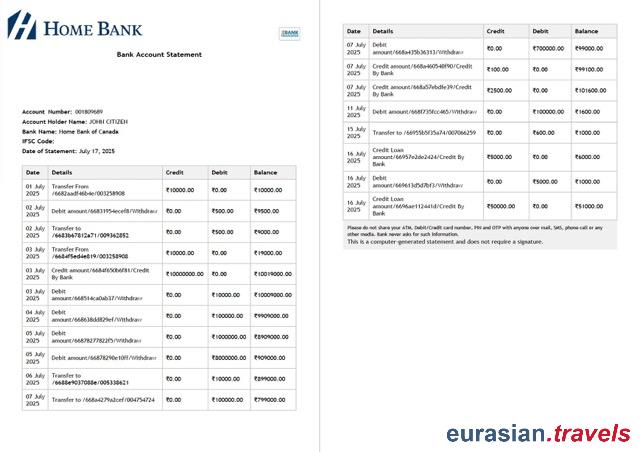 HOME BANK
Bank Account Statement
Account Number: 001809689
Account Holder Name: JOHN CITIZEN
Bank Name: Home Bank of Canada
IFSC Code:
Date of Statement: July 17, 2025
Date Details Credit Debit Balance
01 July 2025 Transfer From /6682aadf46b4e/003258908 ₹10000.00 ₹0.00 ₹10000.00
02 July 2025 Debit amount/66831954ecef8/Withdraw ₹0.00 ₹500.00 ₹9500.00
02 July 2025 Transfer to /6683b67812a71/009362852 ₹0.00 ₹500.00 ₹9000.00
03 July 2025 Transfer From /6684f5ed4e819/003258908 ₹10000.00 ₹0.00 ₹19000.00
03 July 2025 Credit amount/6684f650b6f81/Credit By Bank ₹10000000.00 ₹0.00 ₹10019000.00
03 July 2025 Debit amount/668514ca0ab37/Withdraw ₹0.00 ₹10000.00 ₹10009000.00
04 July 2025 Debit amount/668638dd829ef/Withdraw ₹0.00 ₹100000.00 ₹9909000.00
05 July 2025 Debit amount/66878277822f5/Withdraw ₹0.00 ₹1000000.00 ₹8909000.00
05 July 2025 Debit amount/66878290e10ff/Withdraw ₹0.00 ₹8000000.00 ₹909000.00
06 July 2025 Transfer to /6688e9037088e/005338621 ₹0.00 ₹10000.00 ₹899000.00
07 July 2025 Transfer to /668a4279a2cef/004754724 ₹0.00 ₹100000.00 ₹799000.00
Date Details Credit Debit Balance
07 July 2025 Debit amount/668a435b36313/Withdraw ₹0.00 ₹700000.00 ₹99000.00
07 July 2025 Credit amount/668a460548f90/Credit By Bank ₹100.00 ₹0.00 ₹99100.00
07 July 2025 Credit amount/668a57ebdfe39/Credit By Bank ₹2500.00 ₹0.00 ₹101600.00
11 July 2025 Debit amount/668f735fcc465/Withdraw ₹0.00 ₹100000.00 ₹1600.00
15 July 2025 Transfer to /66955b5f35a74/007066259 ₹0.00 ₹600.00 ₹1000.00
16 July 2025 Credit Loan amount/66957e2de2424/Credit By Bank ₹5000.00 ₹0.00 ₹6000.00
16 July 2025 Debit amount/669613d5d7bf3/Withdraw ₹0.00 ₹5000.00 ₹1000.00
16 July 2025 Credit Loan amount/6696ae112441d/Credit By Bank ₹50000.00 ₹0.00 ₹51000.00
Please do not share your ATM, Debit/Credit card number, PIN and OTP with anyone over mail, SMS, phone call or any other media. Bank never asks for such information.
This is a computer-generated statement and does not require a signature.
eurasian.travels